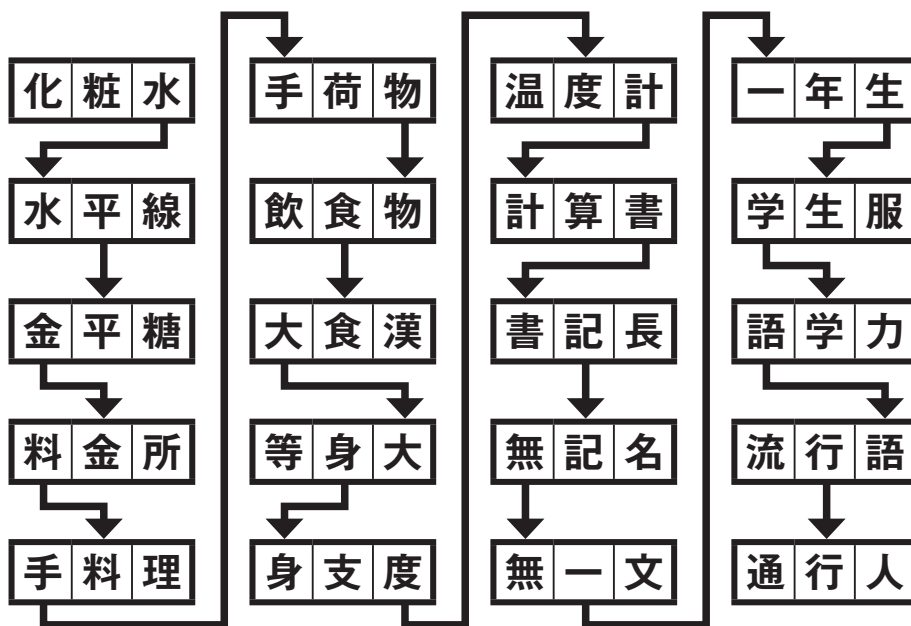 化粧水
水平線
金平糖
料金所
手料理
手荷物
飲食物
大食漢
等身大
身支度
温度計
計算書
書記長
無記名
無一文
一年生
学生服
語学力
流行語
通行人